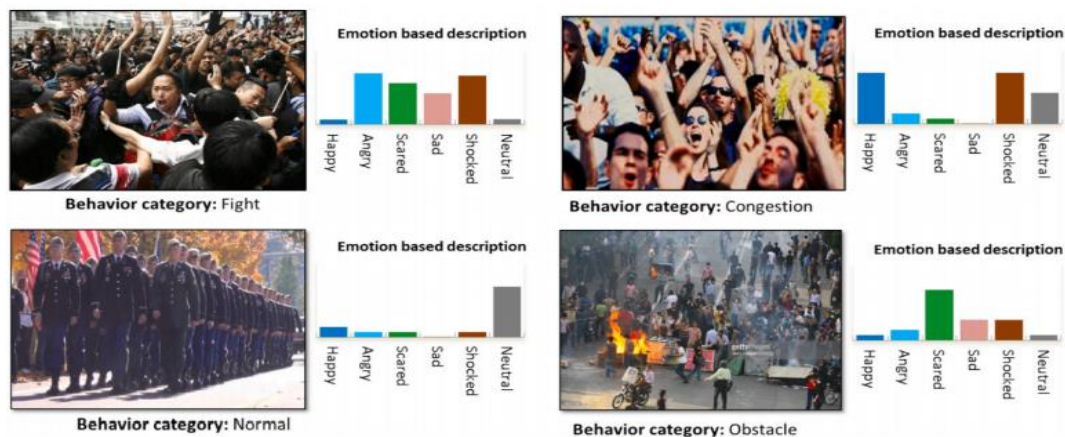 Emotion based description
Happy
Angry
Scared
Sad
Shocked
Neutral
Behavior category: Fight
Emotion based description
Happy
Angry
Scared
Sad
Shocked
Neutral
Behavior category: Congestion
Emotion based description
Happy
Angry
Scared
Sad
Shocked
Neutral
Behavior category: Normal
gettyimages
Emotion based description
Happy
Angry
Scared
Sad
Shocked
Neutral
Behavior category: Obstacle